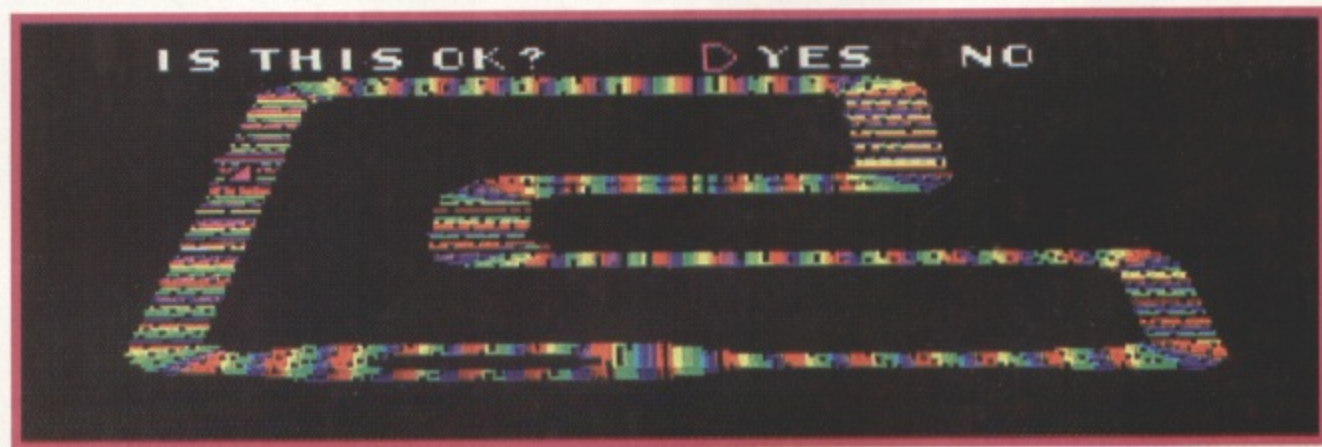 IS THIS OK? YES NO